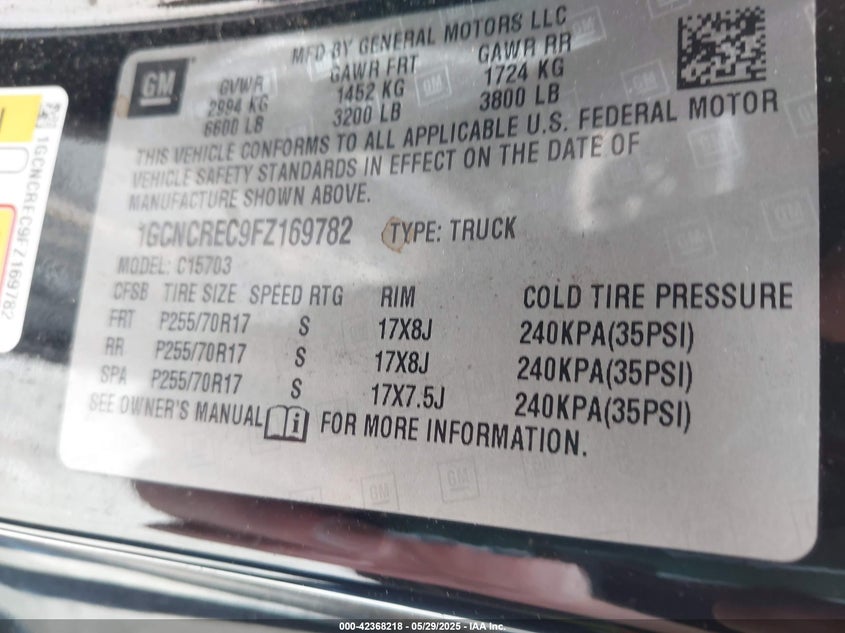 MFD BY GENERAL MOTORS LLC
GM
GVWR GAWR FRT GAWR RR
2994 KG 1452 KG 1724 KG
6600 LB 3200 LB 3800 LB
THIS VEHICLE CONFORMS TO ALL APPLICABLE U.S. FEDERAL MOTOR
VEHICLE SAFETY STANDARDS IN EFFECT ON THE DATE OF
MANUFACTURE SHOWN ABOVE.
1GCNCREC9FZ169782 TYPE: TRUCK
MODEL: C15703
CFSB TIRE SIZE SPEED RTG RIM COLD TIRE PRESSURE
FRT P255/70R17 S 17X8J 240KPA(35PSI)
RR P255/70R17 S 17X8J 240KPA(35PSI)
SPA P255/70R17 S 17X7.5J 240KPA(35PSI)
SEE OWNER'S MANUAL FOR MORE INFORMATION.
1GCNCREC9FZ169782
000-42368218 - 05/29/2025 - IAA Inc.